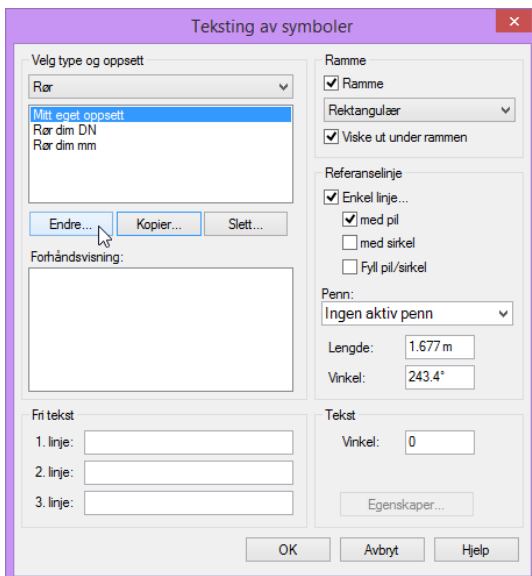 Teksting av symboler
Velg type og oppsett
Rør
Mitt eget oppsett
Rør dim DN
Rør dim mm
Endre...
Kopier...
Slett...
Forhåndsvisning:
Fri tekst
1. linje:
2. linje:
3. linje:
Ramme
Ramme
Rektangulær
Viske ut under rammen
Referanselinje
Enkel linje...
med pil
med sirkel
Fyll pil/sirkel
Penn:
Ingen aktiv penn
Lengde: 1.677 m
Vinkel: 243.4°
Tekst
Vinkel: 0
Egenskaper...
OK
Avbryt
Hjelp